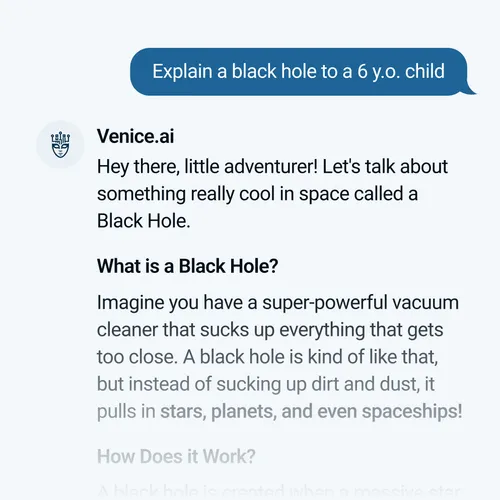 Explain a black hole to a 6 y.o. child
Venice.ai
Hey there, little adventurer! Let's talk about
something really cool in space called a
Black Hole.
What is a Black Hole?
Imagine you have a super-powerful vacuum
cleaner that sucks up everything that gets
too close. A black hole is kind of like that,
but instead of sucking up dirt and dust, it
pulls in stars, planets, and even spaceships!
How Does it Work?
A black hole is created when a massive star